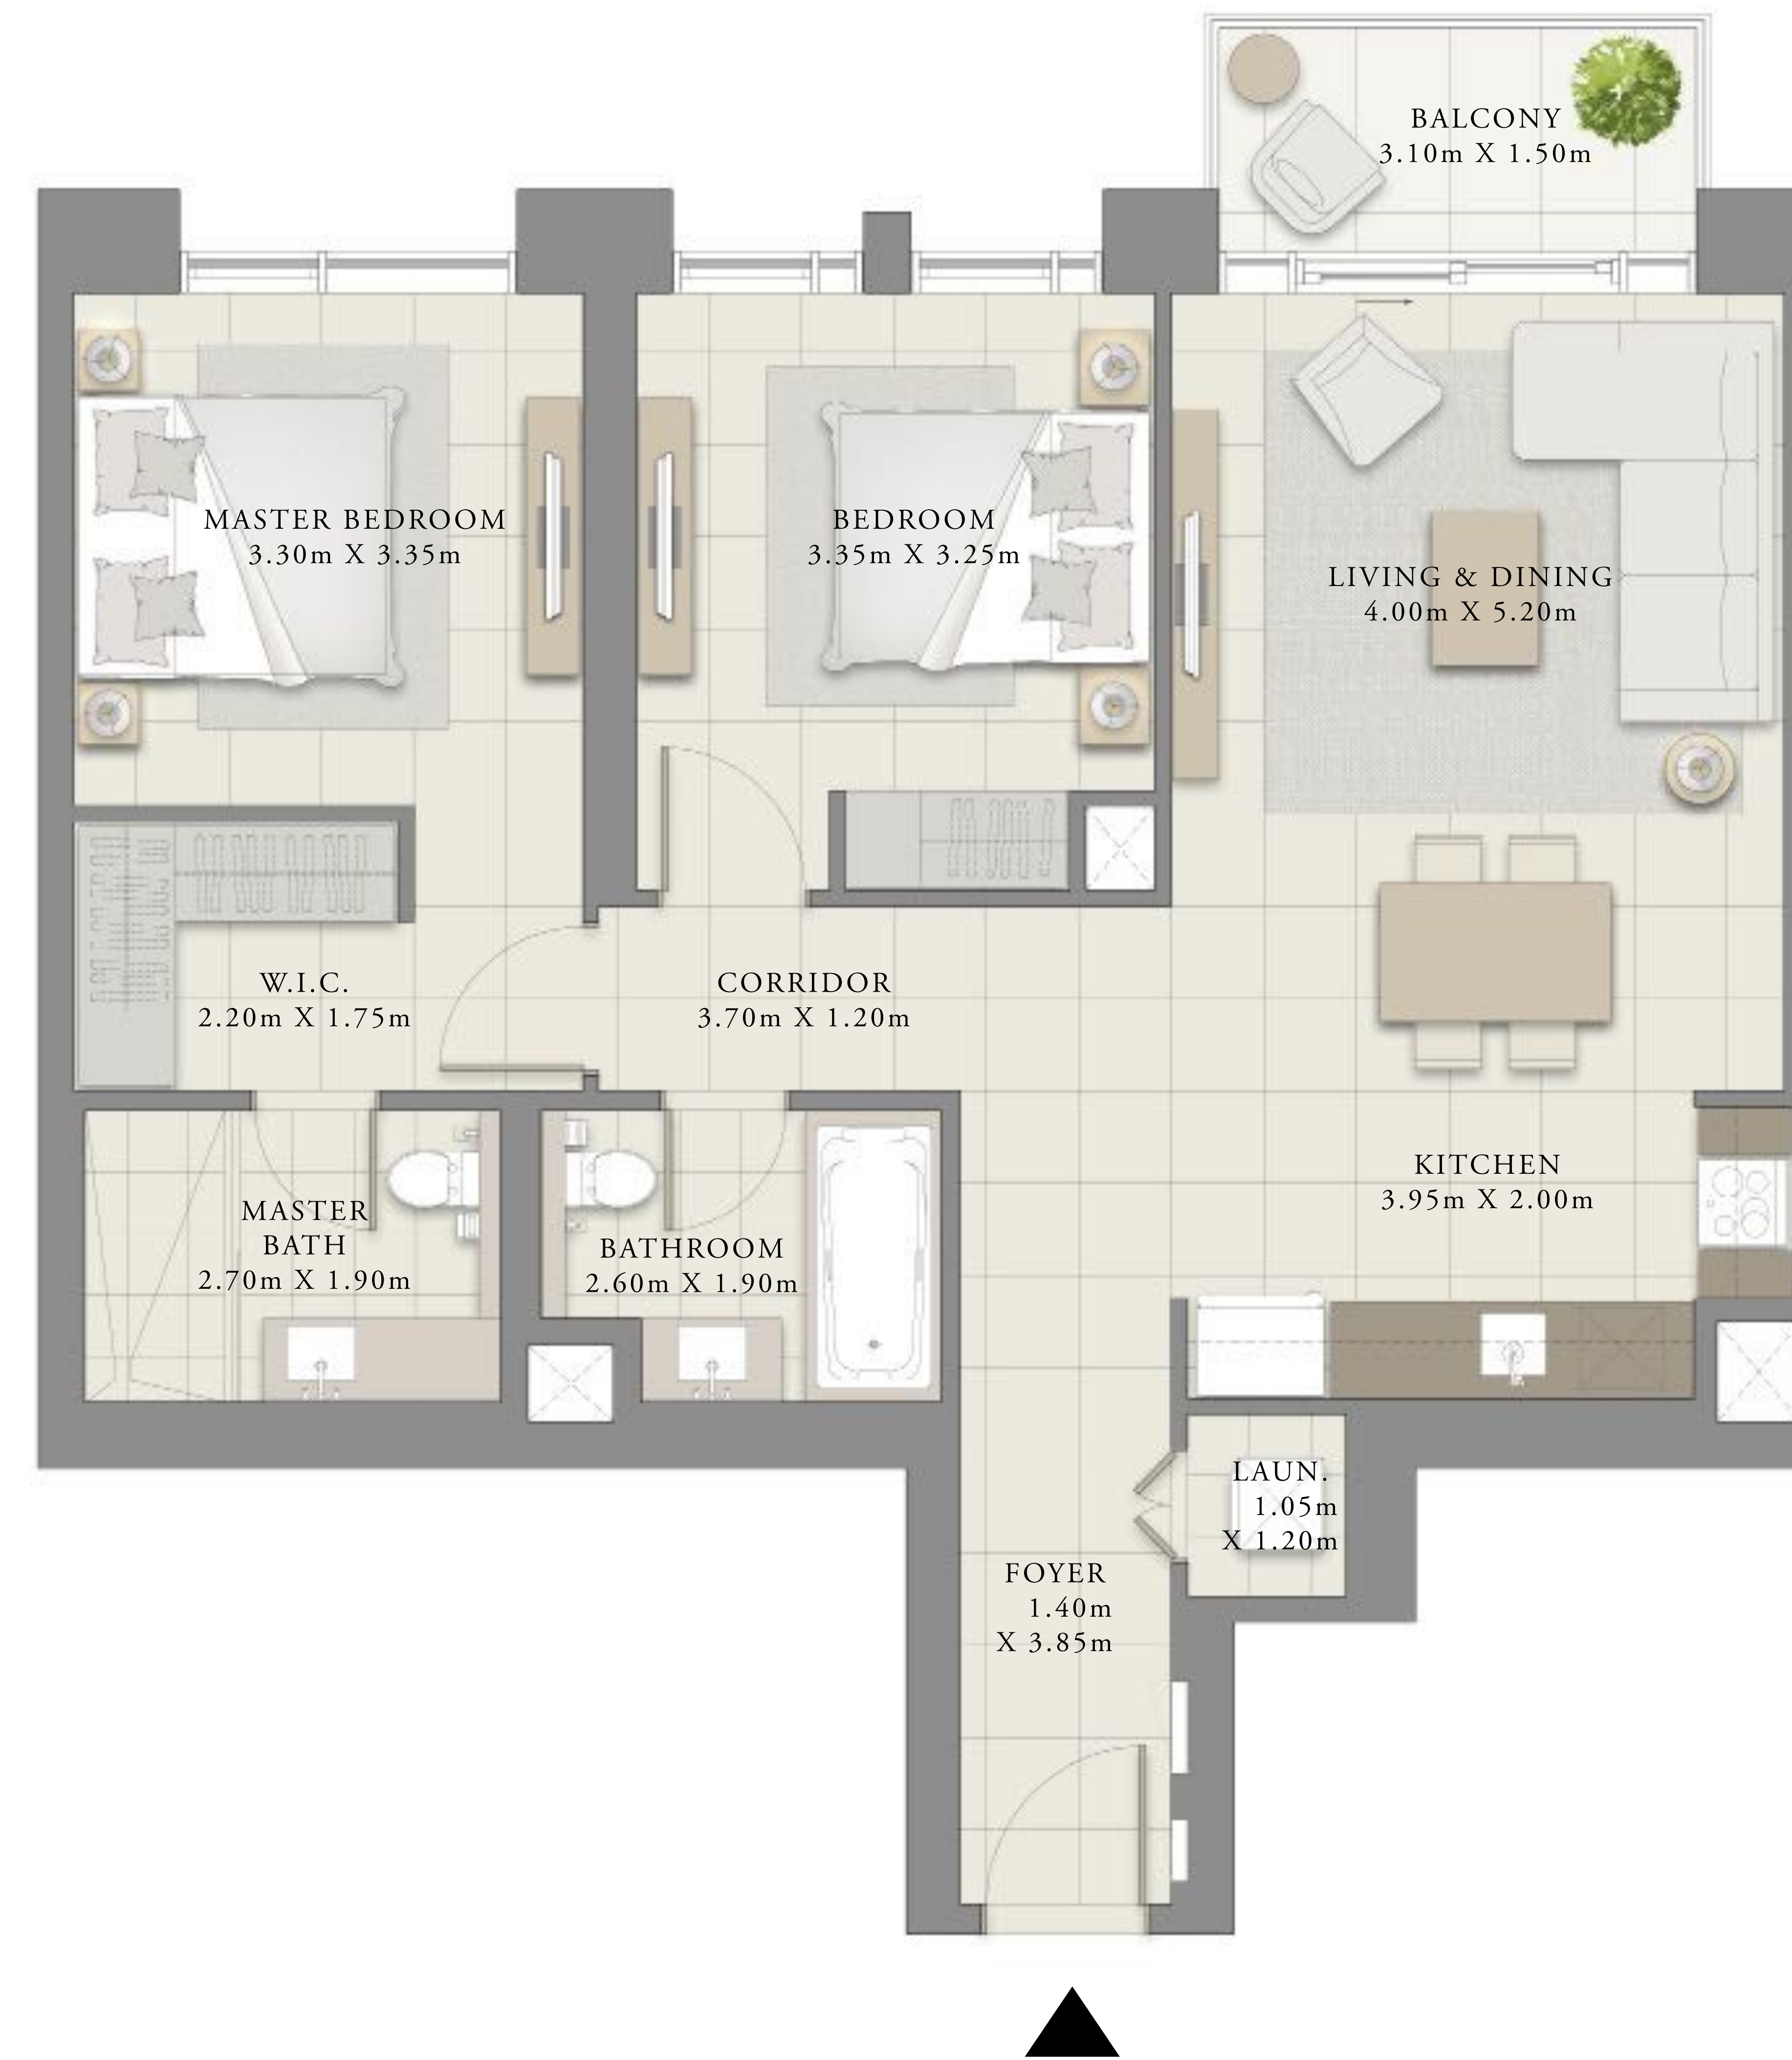 BALCONY
3.10m X 1.50m
MASTER BEDROOM
3.30m X 3.35m
BEDROOM
3.35m X 3.25m
LIVING & DINING
4.00m X 5.20m
W.I.C.
2.20m X 1.75m
CORRIDOR
3.70m X 1.20m
KITCHEN
3.95m X 2.00m
MASTER
BATH
2.70m X 1.90m
BATHROOM
2.60m X 1.90m
LAUN.
1.05m
X 1.20m
FOYER
1.40m
X 3.85m